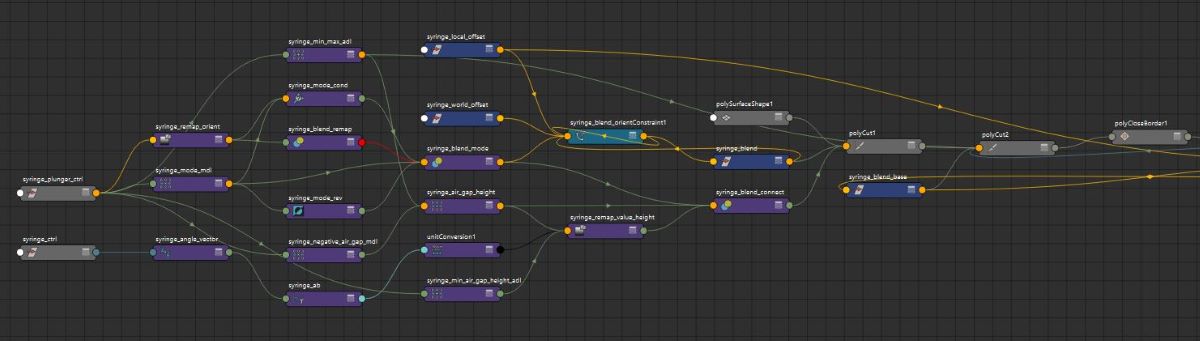 syringe_min_max_adl
syringe_local_offset
syringe_mode_cond
syringe_world_offset
polySurfaceShape1
syringe_remap_orient
syringe_blend_remap
syringe_blend_orientConstraint1
polyCut1
polyCut2
polyCloseBorder1
syringe_blend_mode
syringe_blend
syringe_plunger_ctrl
syringe_mode_mdl
syringe_blend_base
syringe_mode_rev
syringe_air_gap_height
syringe_blend_connect
syringe_remap_value_height
syringe_ctrl
syringe_angle_vector
syringe_negative_air_gap_mdl
unitConversion1
syringe_ab
syringe_min_air_gap_height_adl